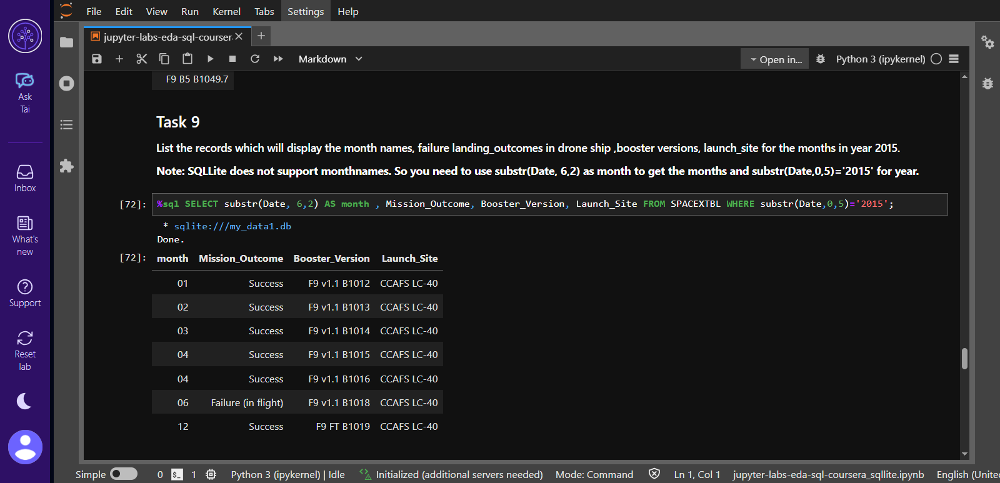 File Edit View Run Kernel Tabs Settings Help
jupyter-labs-eda-sql-courser
Markdown
Open in...
Python 3 (ipykernel)
Ask
Tai
Inbox
What's
new
Support
Reset
lab
F9 B5 B1049.7
Task 9
List the records which will display the month names, failure landing_outcomes in drone ship ,booster versions, launch_site for the months in year 2015.
Note: SQLLite does not support monthnames. So you need to use substr(Date, 6,2) as month to get the months and substr(Date,0,5)='2015' for year.
[72]: %sql SELECT substr(Date, 6,2) AS month , Mission_Outcome, Booster_Version, Launch_Site FROM SPACEXTBL WHERE substr(Date,0,5)='2015';
* sqlite:///my_data1.db
Done.
[72]: month Mission_Outcome Booster_Version Launch_Site
01 Success F9 v1.1 B1012 CCAFS LC-40
02 Success F9 v1.1 B1013 CCAFS LC-40
03 Success F9 v1.1 B1014 CCAFS LC-40
04 Success F9 v1.1 B1015 CCAFS LC-40
04 Success F9 v1.1 B1016 CCAFS LC-40
06 Failure (in flight) F9 v1.1 B1018 CCAFS LC-40
12 Success F9 FT B1019 CCAFS LC-40
Simple 0 $_ 1 Python 3 (ipykernel) | Idle Initialized (additional servers needed) Mode: Command Ln 1, Col 1 jupyter-labs-eda-sql-coursera_sqllite.ipynb English (Unite